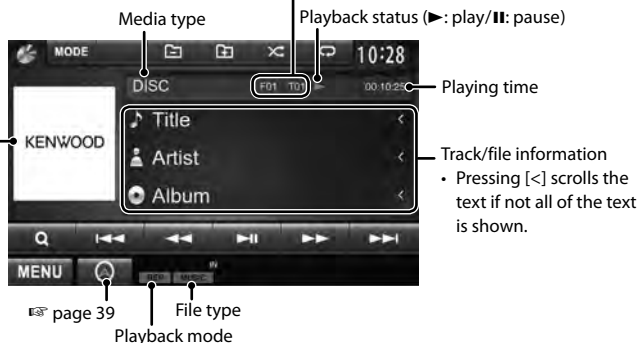 Media type
Playback status (►: play/⏸: pause)
MODE
10:28
DISC
F01 T01 ►
00:10:25
Playing time
KENWOOD
Title <
Artist <
Album <
Track/file information
• Pressing [<] scrolls the
text if not all of the text
is shown.
MENU
REP
MUSIC
IN
☞ page 39
File type
Playback mode